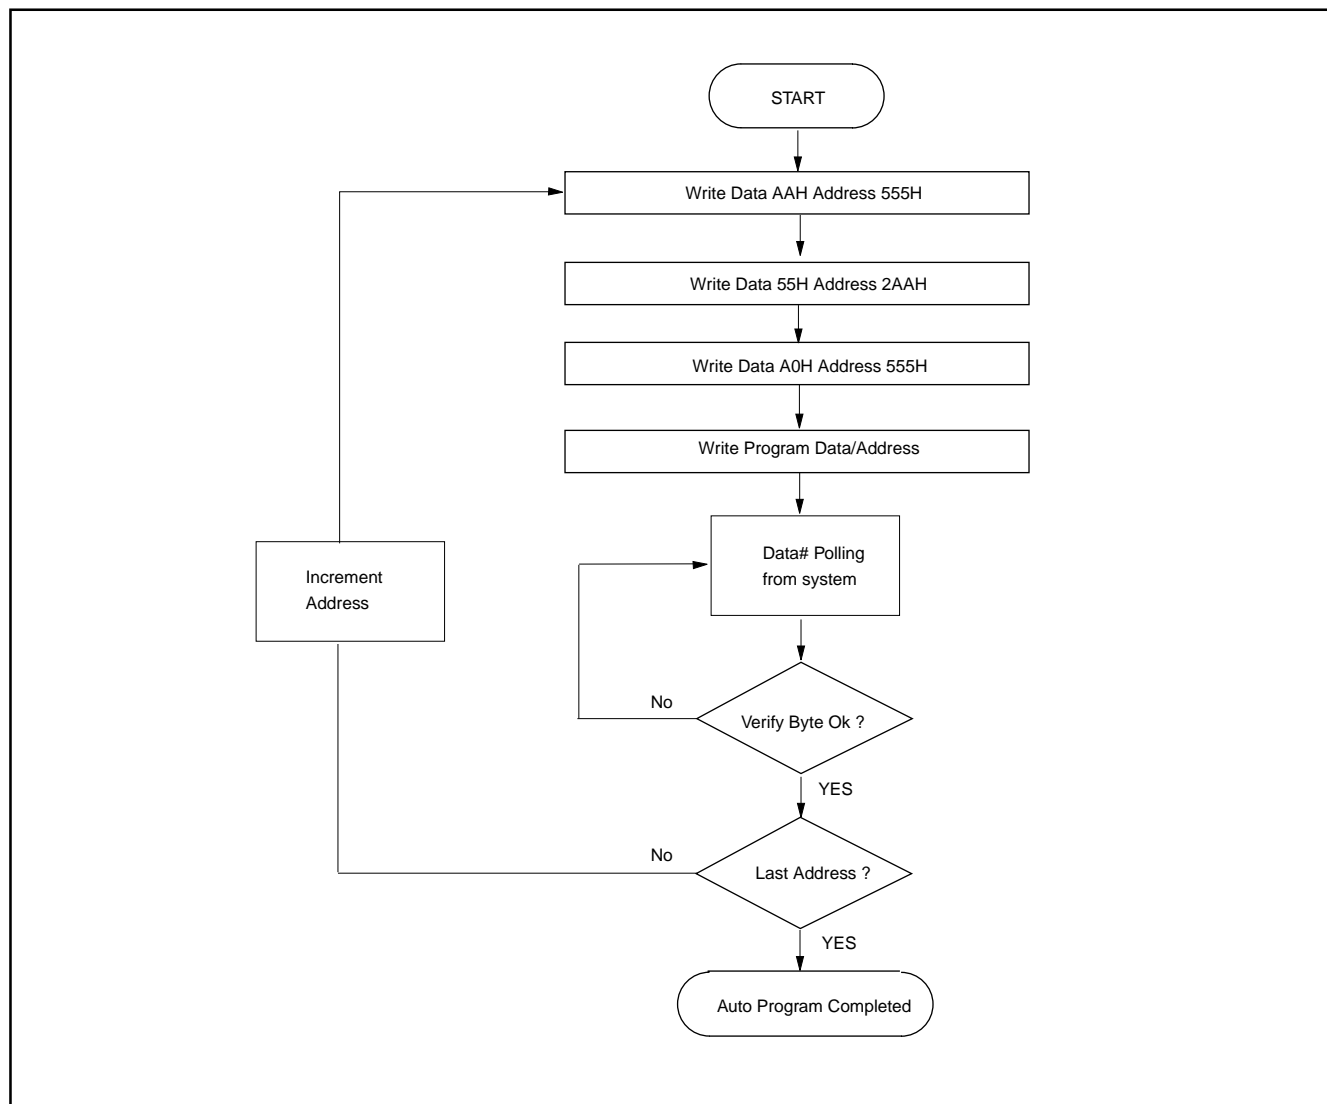 START
Write Data AAH Address 555H
Write Data 55H Address 2AAH
Write Data A0H Address 555H
Write Program Data/Address
Data# Polling
from system
Increment
Address
No
Verify Byte Ok ?
YES
No
Last Address ?
YES
Auto Program Completed